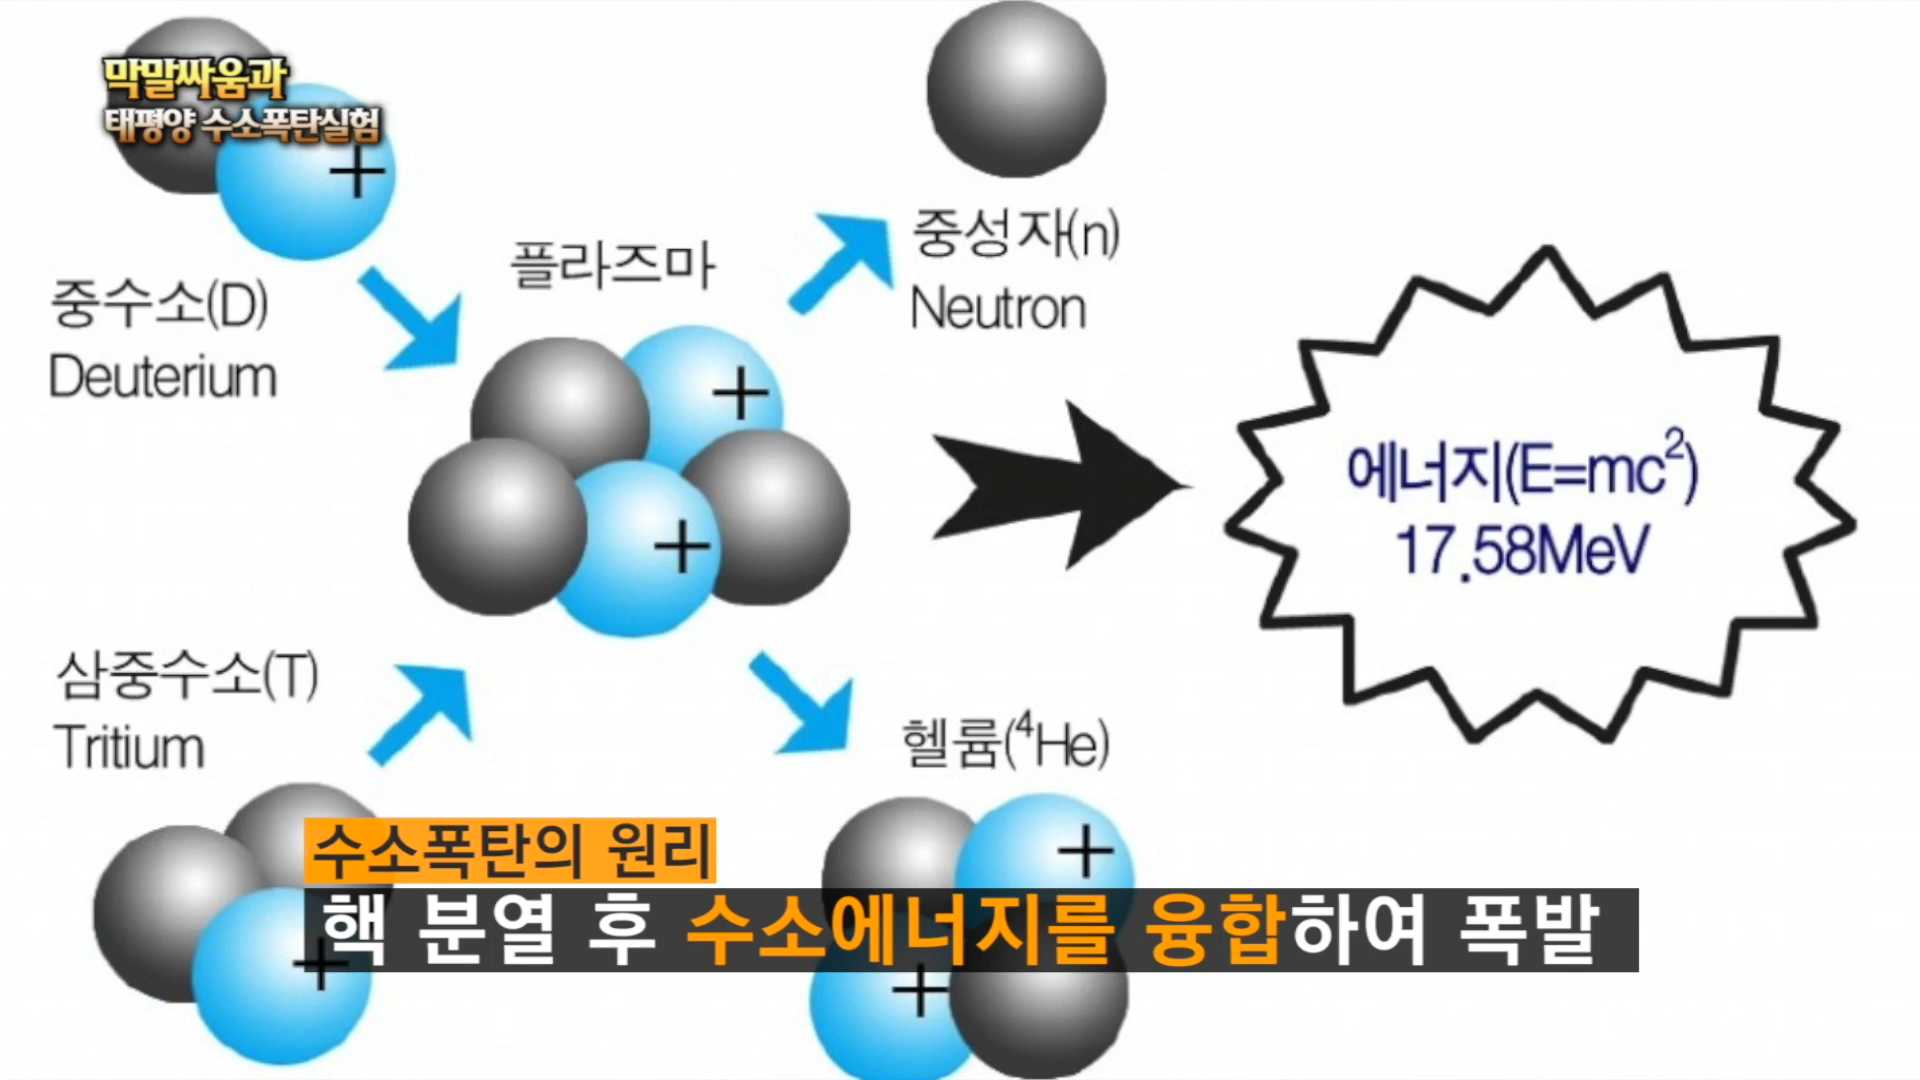 막말싸움과
태평양 수소폭탄실험
중수소(D)
Deuterium
플라즈마
중성자(n)
Neutron
에너지(E=mc²)
17.58MeV
삼중수소(T)
Tritium
헬륨(⁴He)
수소폭탄의 원리
핵 분열 후 수소에너지를 융합하여 폭발
+
+
+
+
+
+